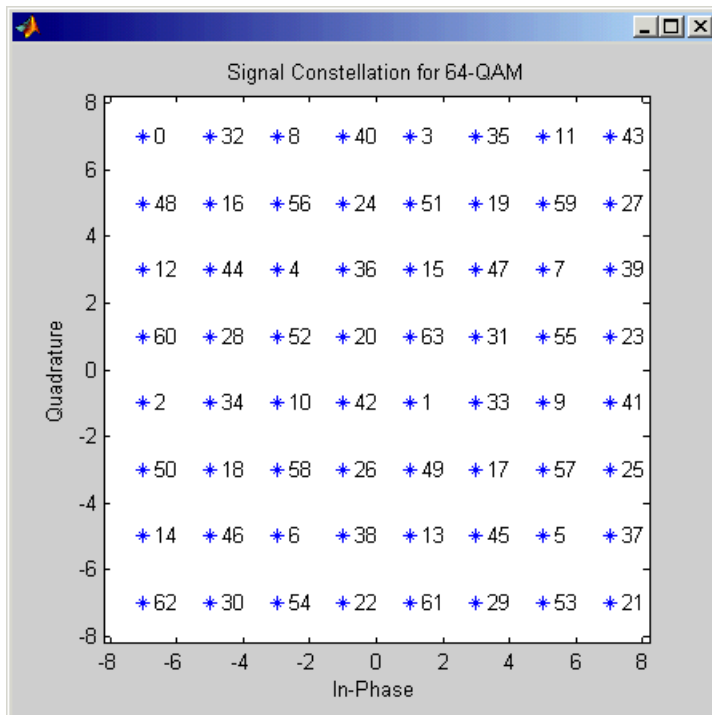 Signal Constellation for 64-QAM
8
0 32 8 40 3 35 11 43
6
48 16 56 24 51 19 59 27
4
12 44 4 36 15 47 7 39
2
60 28 52 20 63 31 55 23
0
Quadrature
2 34 10 42 1 33 9 41
-2
50 18 58 26 49 17 57 25
-4
14 46 6 38 13 45 5 37
-6
62 30 54 22 61 29 53 21
-8
-8 -6 -4 -2 0 2 4 6 8
In-Phase